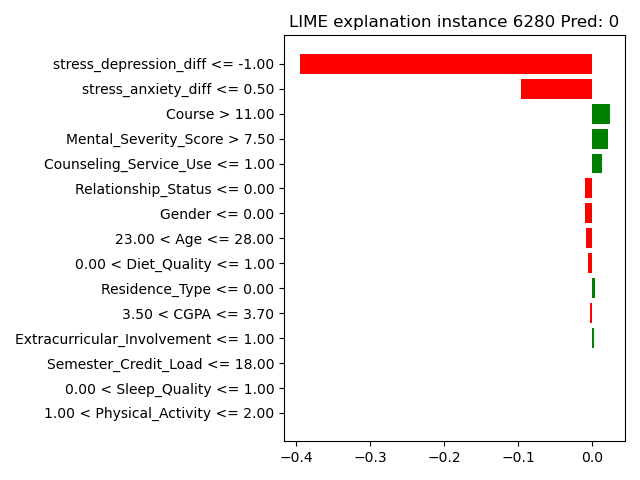 LIME explanation instance 6280 Pred: 0
stress_depression_diff <= -1.00
stress_anxiety_diff <= 0.50
Course > 11.00
Mental_Severity_Score > 7.50
Counseling_Service_Use <= 1.00
Relationship_Status <= 0.00
Gender <= 0.00
23.00 < Age <= 28.00
0.00 < Diet_Quality <= 1.00
Residence_Type <= 0.00
3.50 < CGPA <= 3.70
Extracurricular_Involvement <= 1.00
Semester_Credit_Load <= 18.00
0.00 < Sleep_Quality <= 1.00
1.00 < Physical_Activity <= 2.00
−0.4 −0.3 −0.2 −0.1 0.0